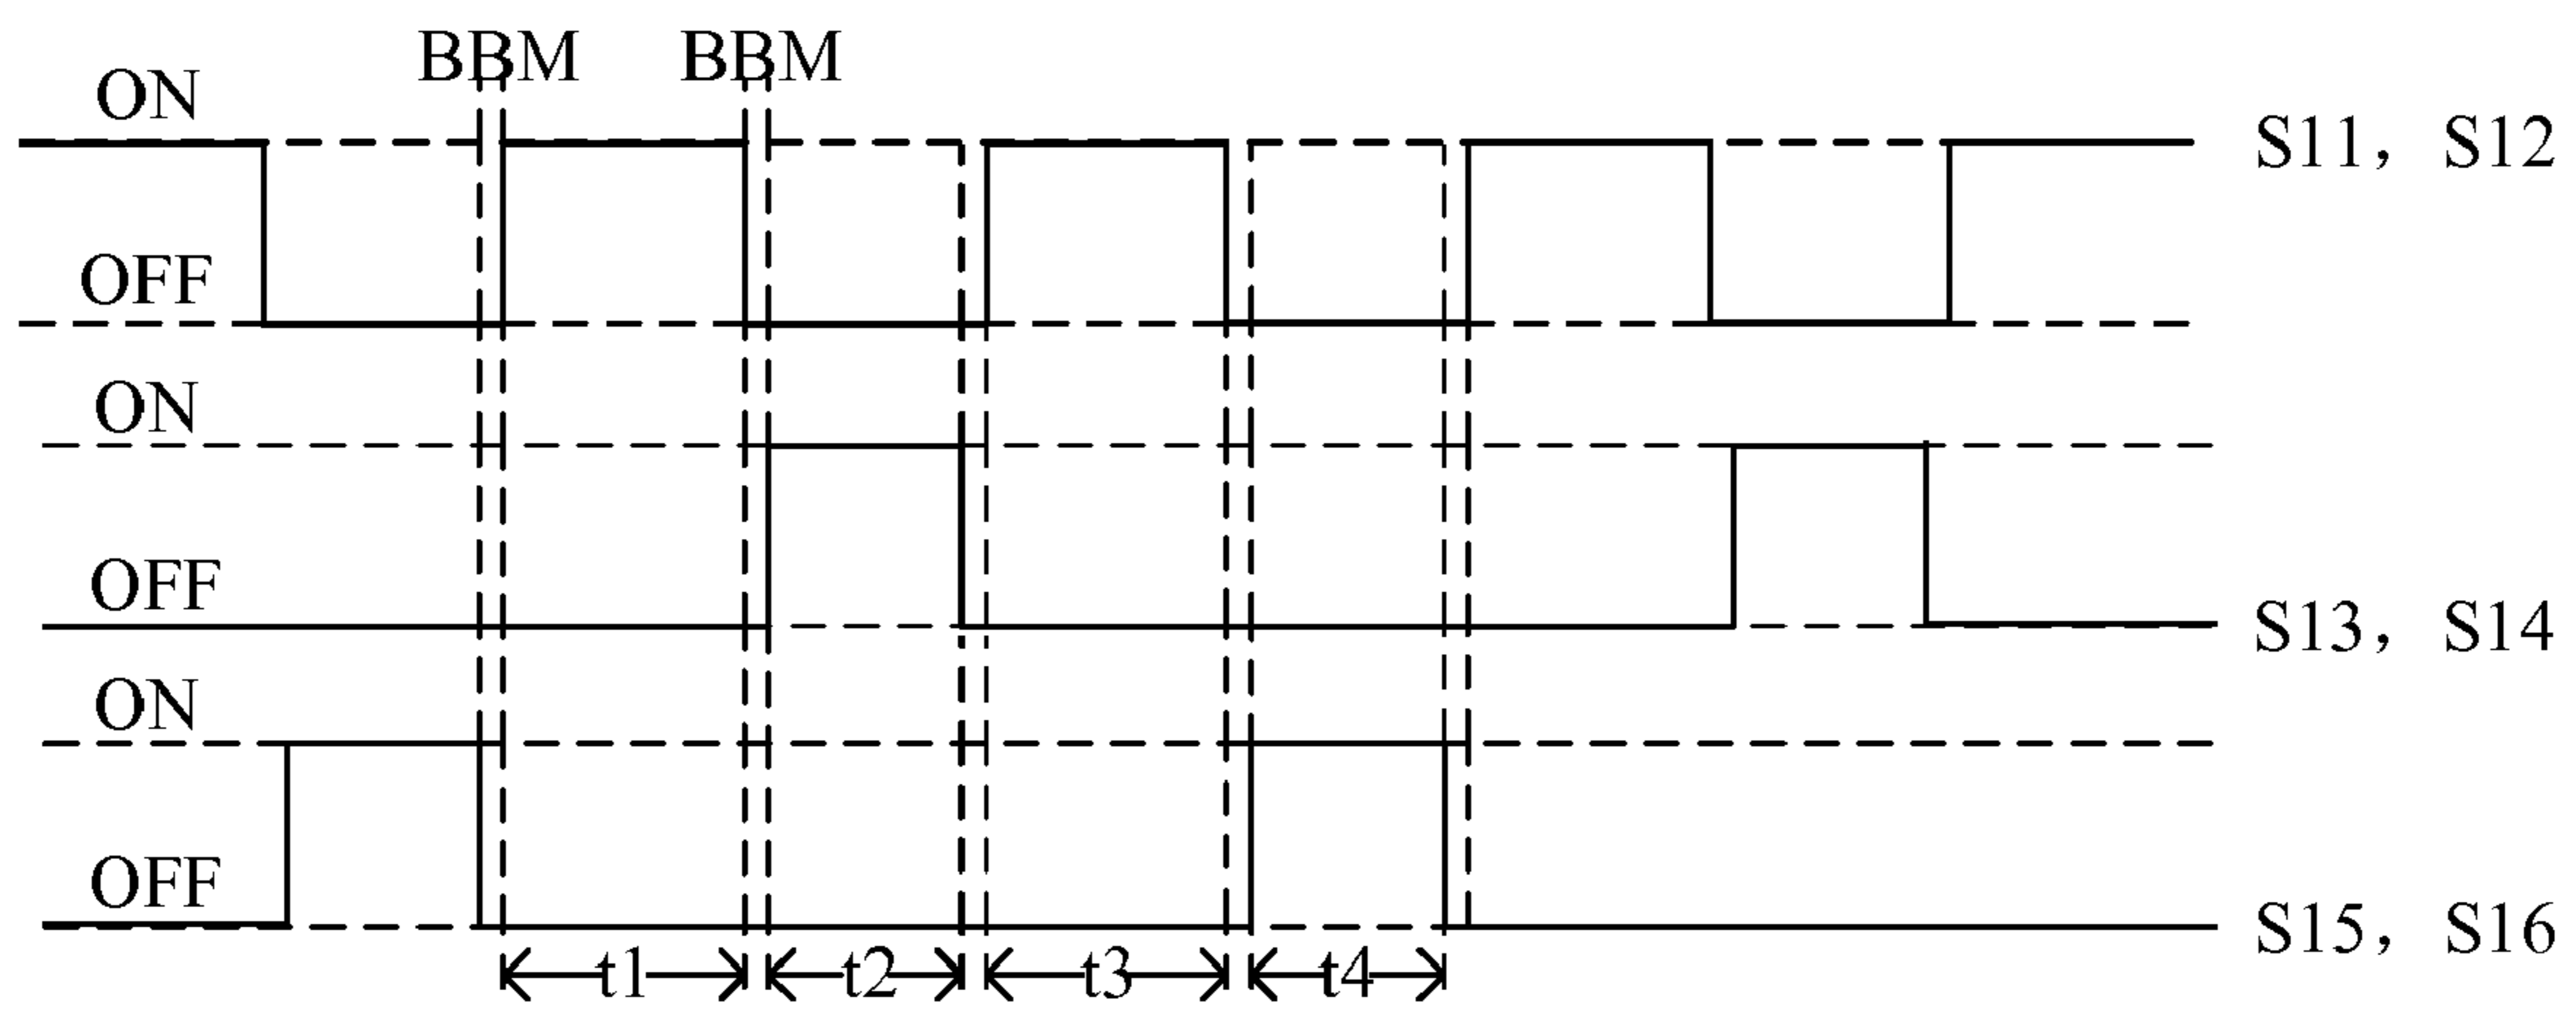 BBM BBM
ON
S11， S12
OFF
ON
OFF
S13， S14
ON
OFF
S15， S16
t1 t2 t3 t4